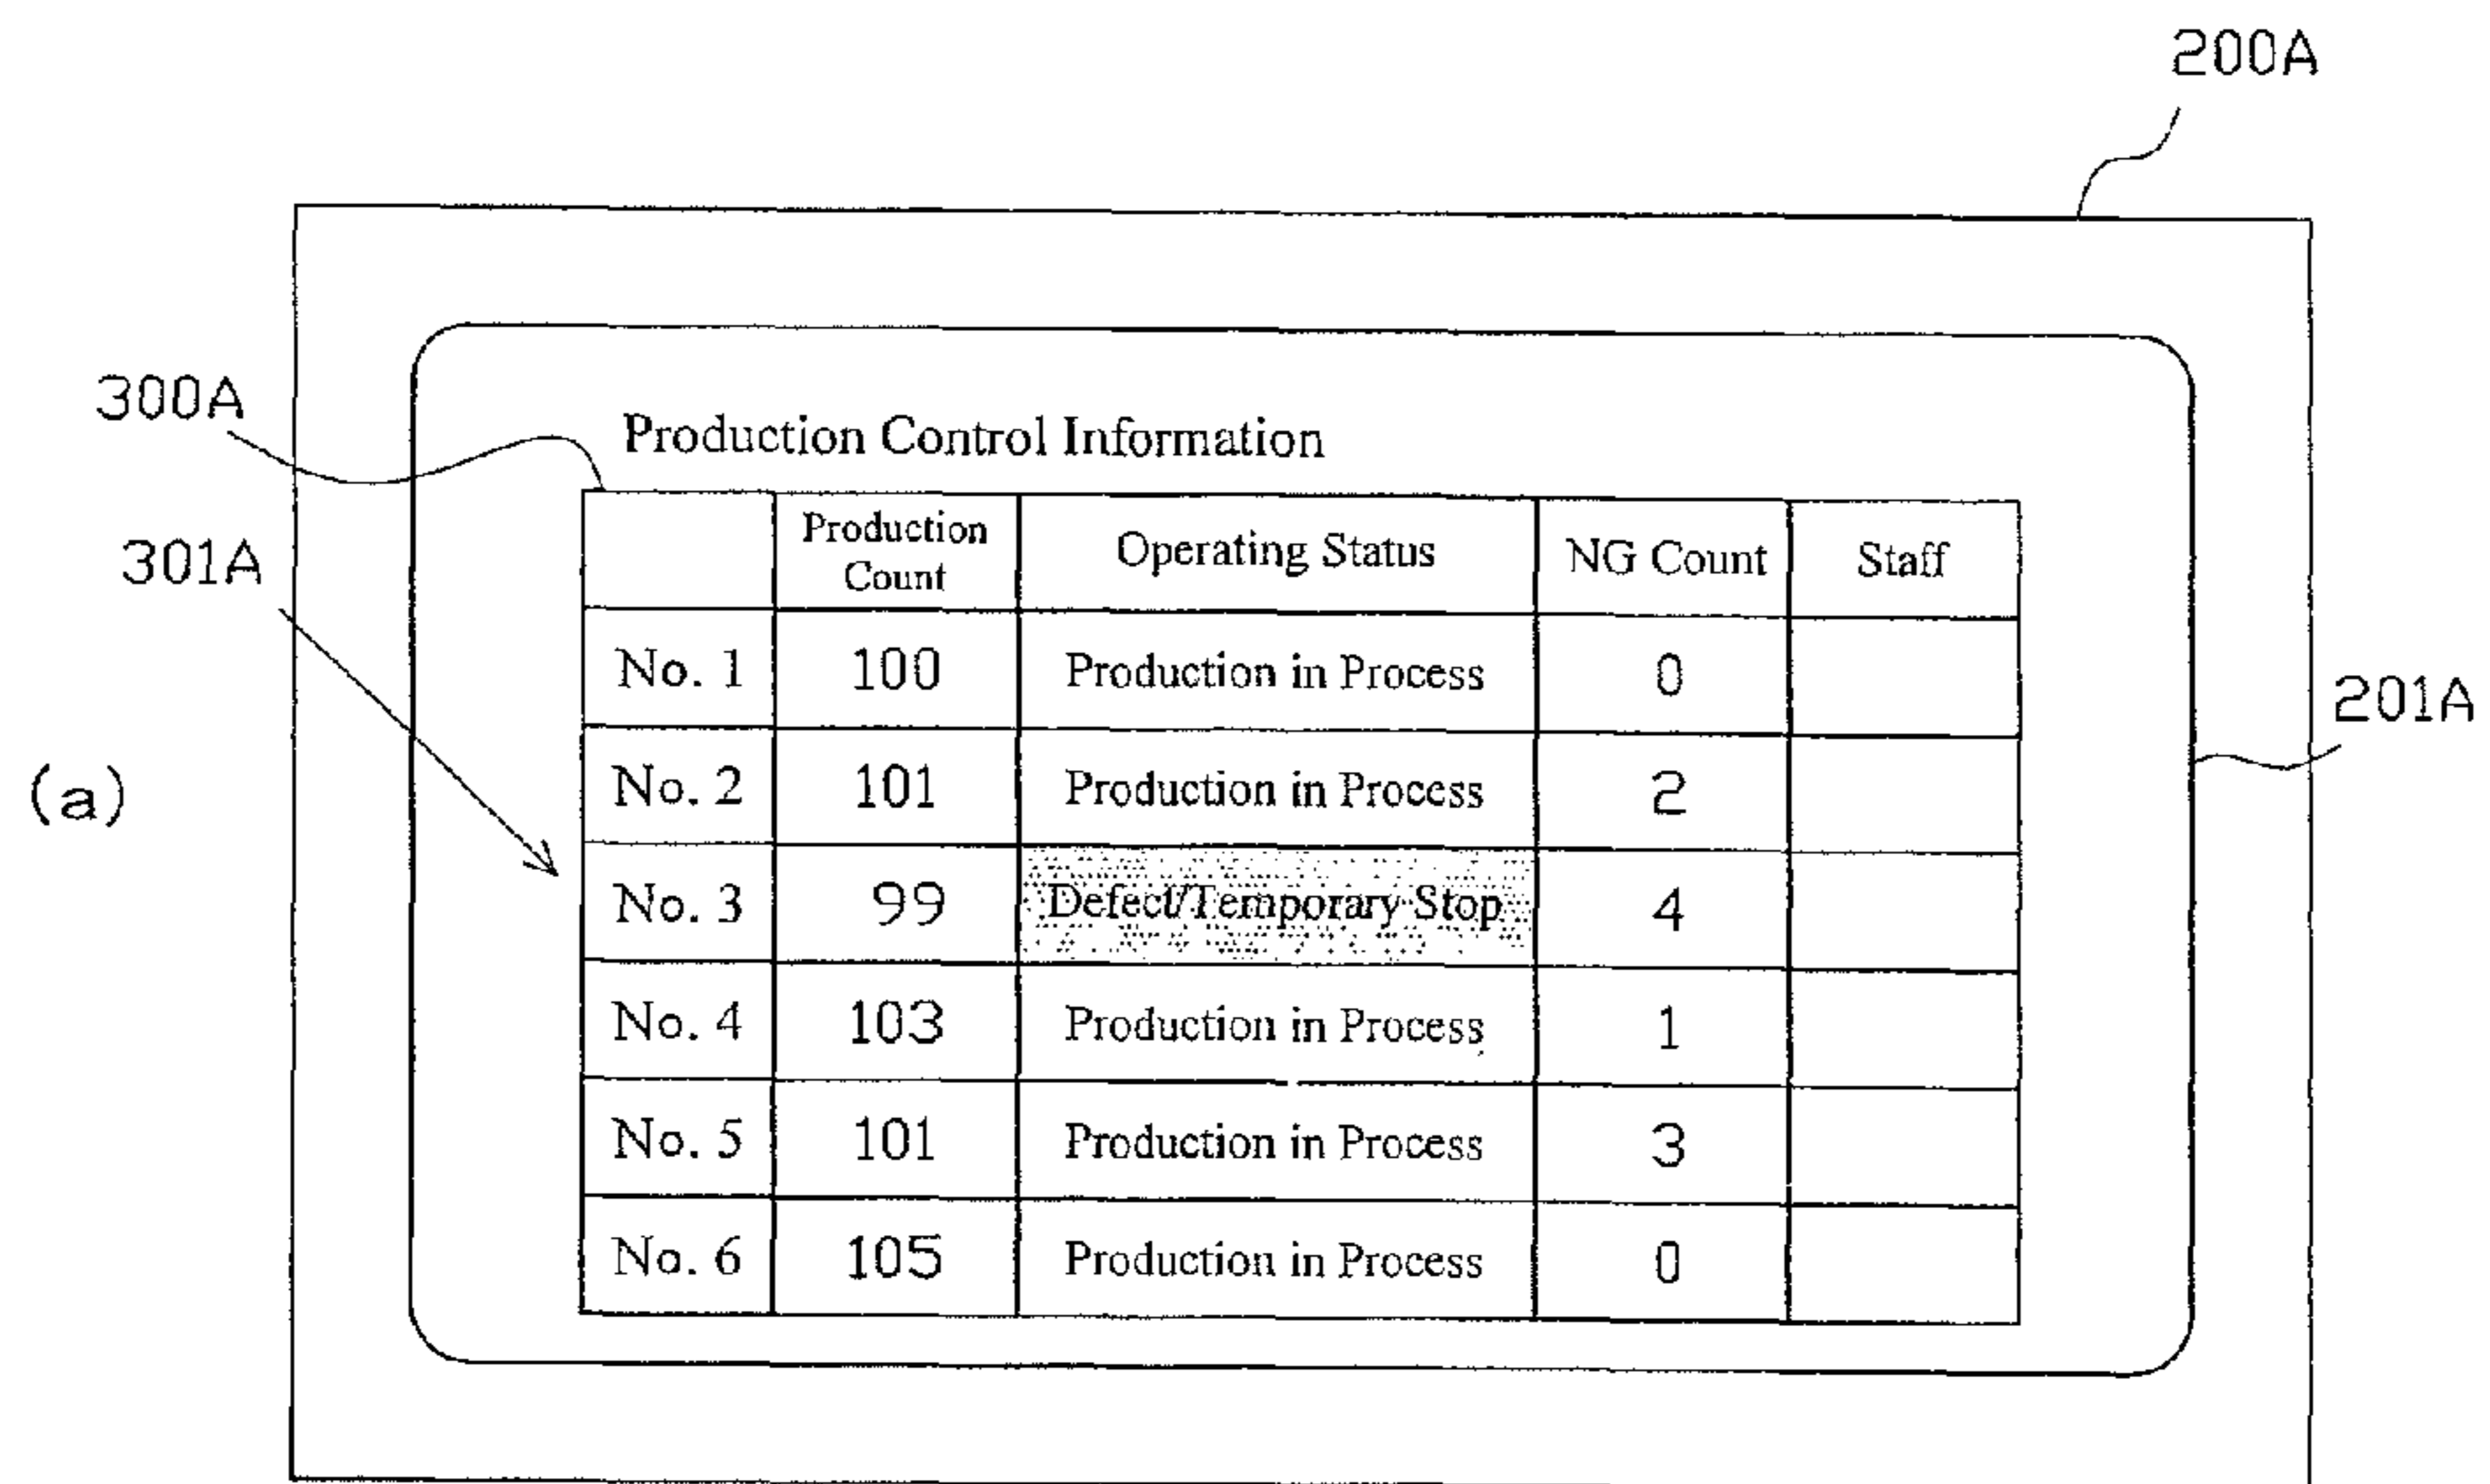 200A
300A
Production Control Information
301A
Production Count Operating Status NG Count Staff
No. 1 100 Production in Process 0
201A
No. 2 101 Production in Process 2
(a)
No. 3 99 Defect/Temporary Stop 4
No. 4 103 Production in Process 1
No. 5 101 Production in Process 3
No. 6 105 Production in Process 0